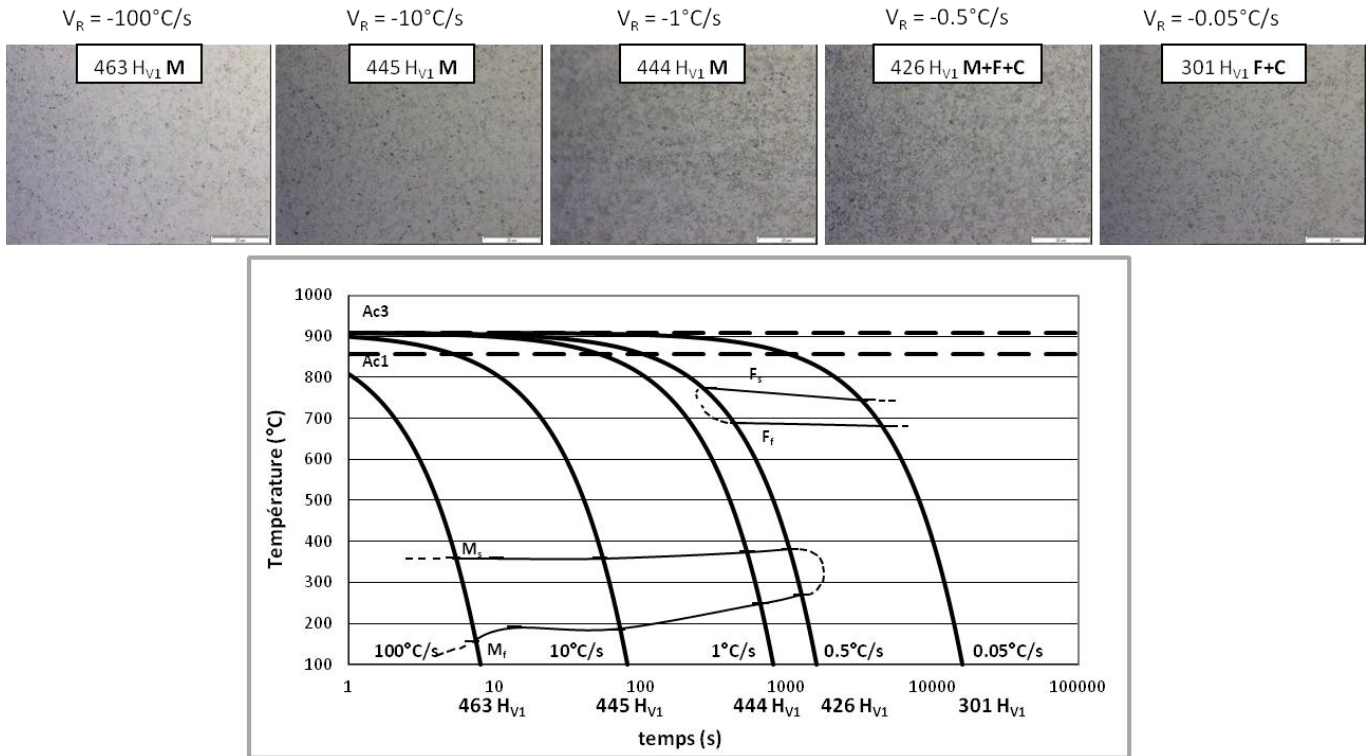 V_R = -100°C/s
V_R = -10°C/s
V_R = -1°C/s
V_R = -0.5°C/s
V_R = -0.05°C/s
463 H_V1 M
445 H_V1 M
444 H_V1 M
426 H_V1 M+F+C
301 H_V1 F+C
1000
Ac3
900
Ac1
800
F_s
700
F_f
600
500
400
M_s
300
200
100°C/s
M_f
10°C/s
1°C/s
0.5°C/s
0.05°C/s
100
1
10
100
1000
10000
100000
463 H_V1
445 H_V1
444 H_V1
426 H_V1
301 H_V1
Température (°C)
temps (s)